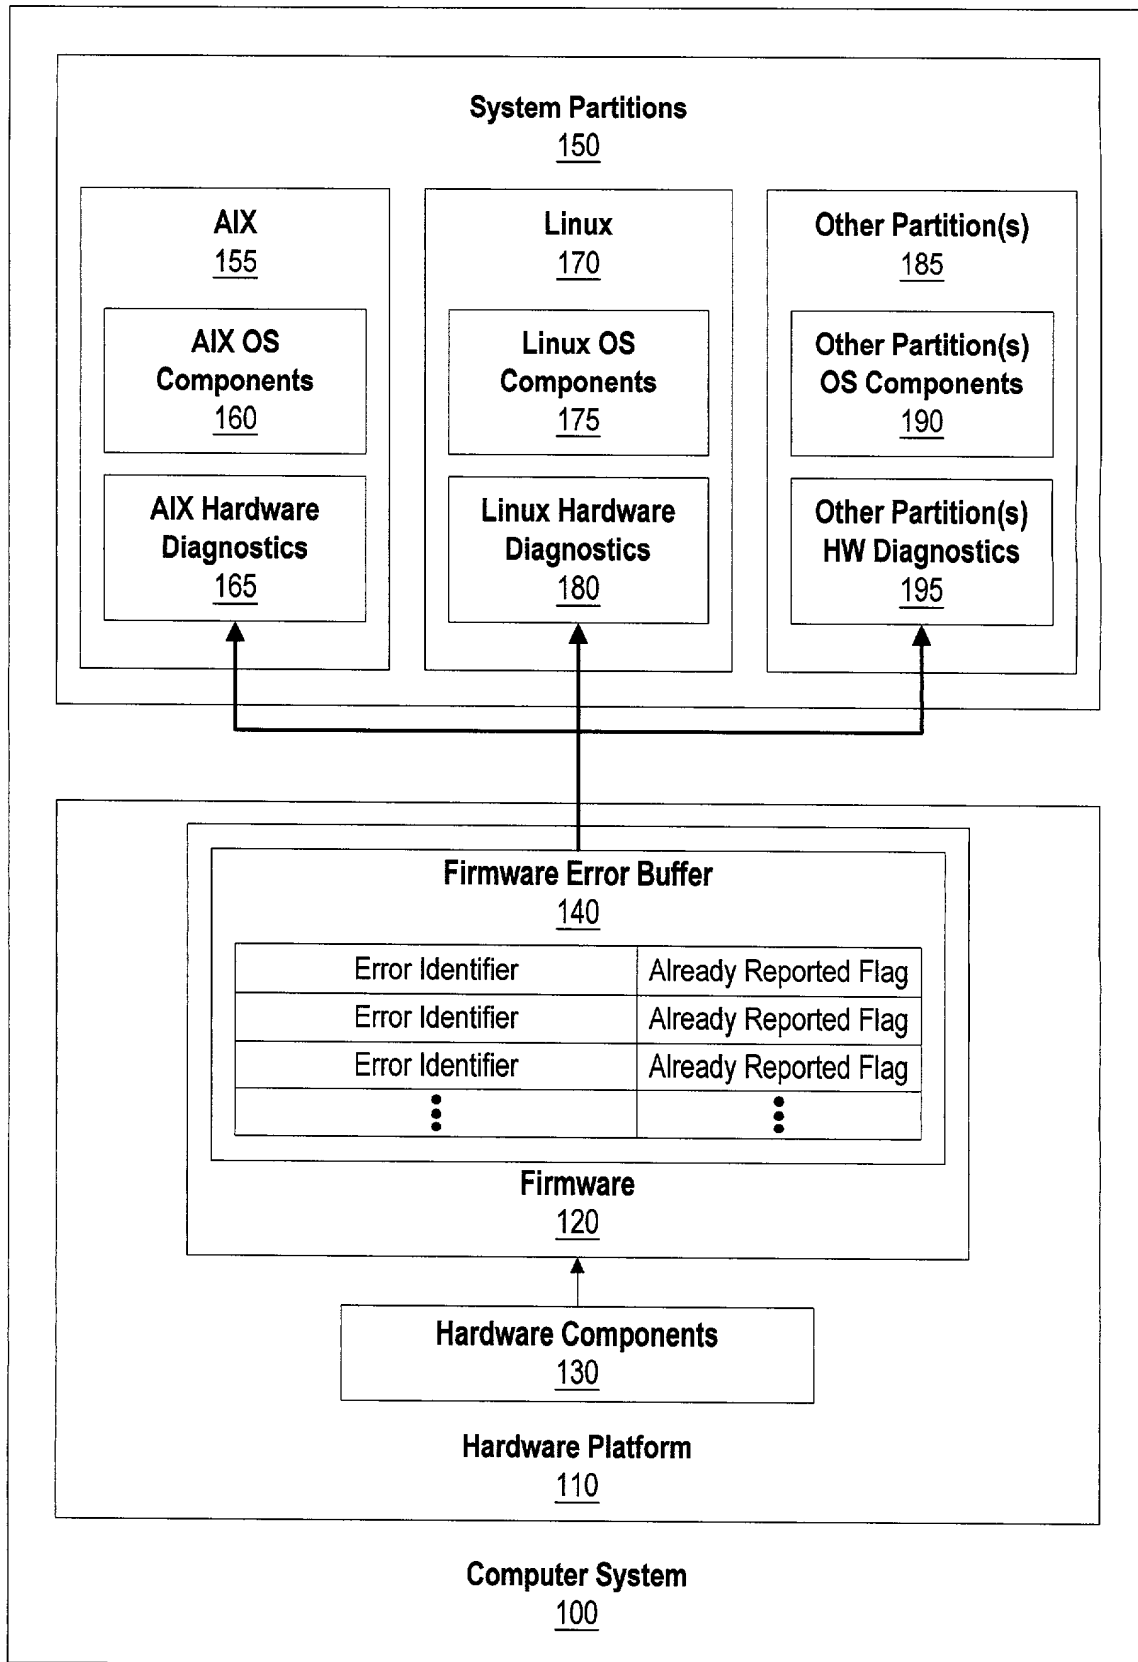 System Partitions
150
AIX
155
AIX OS
Components
160
AIX Hardware
Diagnostics
165
Linux
170
Linux OS
Components
175
Linux Hardware
Diagnostics
180
Other Partition(s)
185
Other Partition(s)
OS Components
190
Other Partition(s)
HW Diagnostics
195
Firmware Error Buffer
140
Error Identifier Already Reported Flag
Error Identifier Already Reported Flag
Error Identifier Already Reported Flag
Firmware
120
Hardware Components
130
Hardware Platform
110
Computer System
100